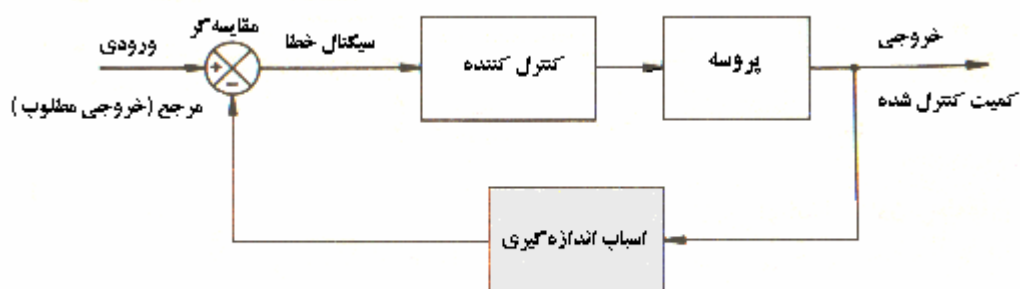 مقایسه‌گر
ورودی
سیگنال خطا
کنترل کننده
پروسه
خروجی
مرجع (خروجی مطلوب)
کمیت کنترل شده
اسباب اندازه‌گیری
+
−